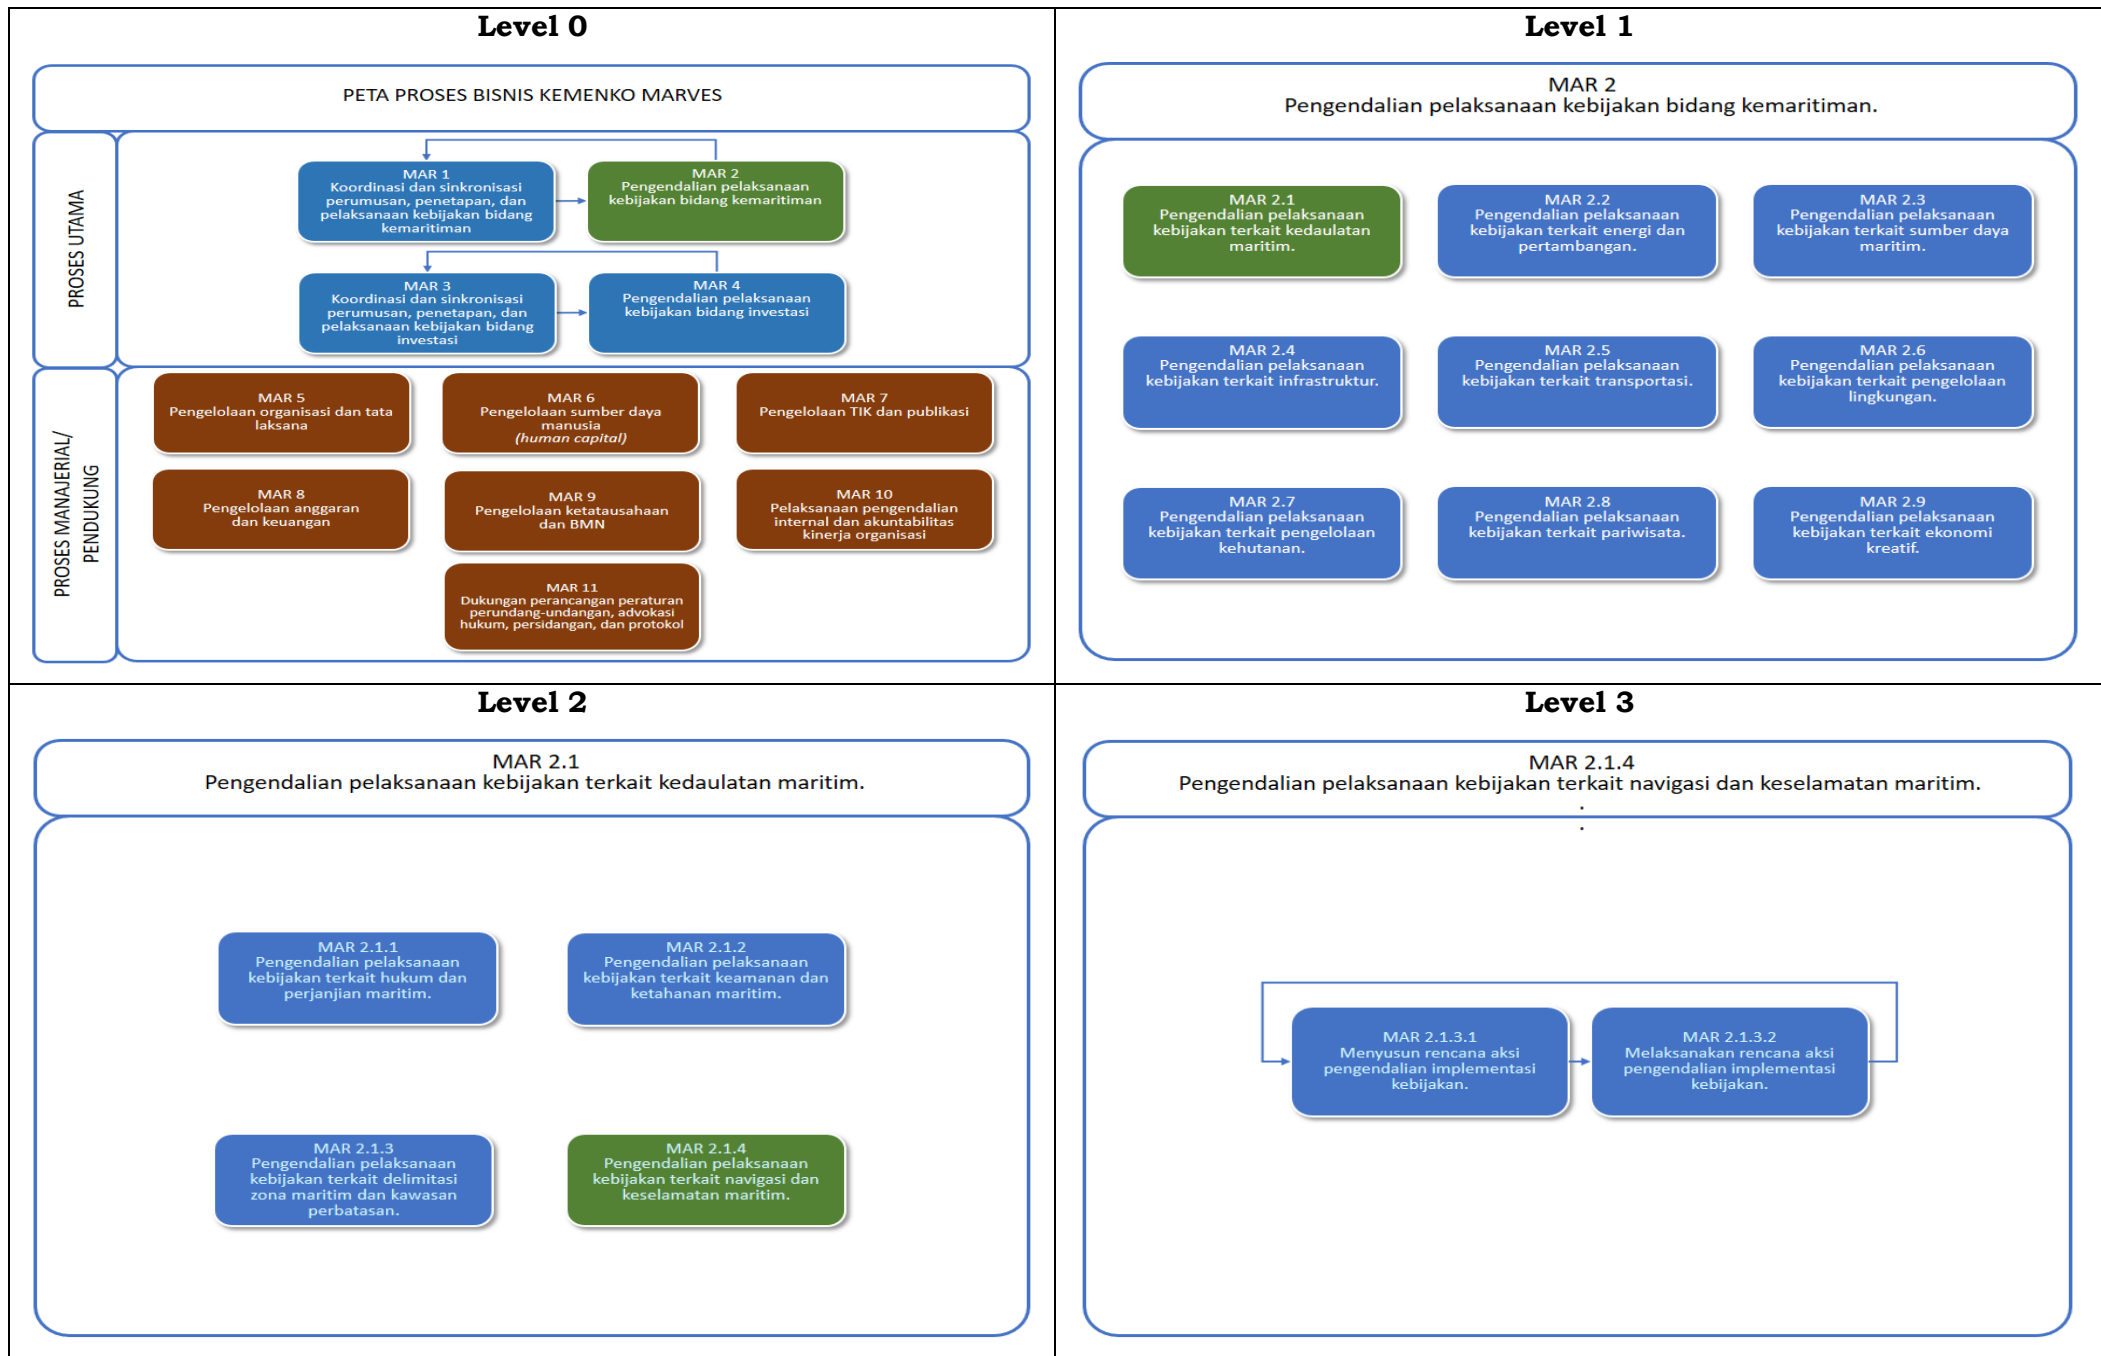 Level 0
PETA PROSES BISNIS KEMENKO MARVES
PROSES UTAMA
MAR 1
Koordinasi dan sinkronisasi
perumusan, penetapan, dan
pelaksanaan kebijakan bidang
kemaritiman
MAR 2
Pengendalian pelaksanaan
kebijakan bidang kemaritiman
MAR 3
Koordinasi dan sinkronisasi
perumusan, penetapan, dan
pelaksanaan kebijakan bidang
investasi
MAR 4
Pengendalian pelaksanaan
kebijakan bidang investasi
PROSES MANAJERIAL/
PENDUKUNG
MAR 5
Pengelolaan organisasi dan tata
laksana
MAR 6
Pengelolaan sumber daya
manusia
(human capital)
MAR 7
Pengelolaan TIK dan publikasi
MAR 8
Pengelolaan anggaran
dan keuangan
MAR 9
Pengelolaan ketatausahaan
dan BMN
MAR 10
Pelaksanaan pengendalian
internal dan akuntabilitas
kinerja organisasi
MAR 11
Dukungan perancangan peraturan
perundang-undangan, advokasi
hukum, persidangan, dan protokol
Level 1
MAR 2
Pengendalian pelaksanaan kebijakan bidang kemaritiman.
MAR 2.1
Pengendalian pelaksanaan
kebijakan terkait kedaulatan
maritim.
MAR 2.2
Pengendalian pelaksanaan
kebijakan terkait energi dan
pertambangan.
MAR 2.3
Pengendalian pelaksanaan
kebijakan terkait sumber daya
maritim.
MAR 2.4
Pengendalian pelaksanaan
kebijakan terkait infrastruktur.
MAR 2.5
Pengendalian pelaksanaan
kebijakan terkait transportasi.
MAR 2.6
Pengendalian pelaksanaan
kebijakan terkait pengelolaan
lingkungan.
MAR 2.7
Pengendalian pelaksanaan
kebijakan terkait pengelolaan
kehutanan.
MAR 2.8
Pengendalian pelaksanaan
kebijakan terkait pariwisata.
MAR 2.9
Pengendalian pelaksanaan
kebijakan terkait ekonomi
kreatif.
Level 2
MAR 2.1
Pengendalian pelaksanaan kebijakan terkait kedaulatan maritim.
MAR 2.1.1
Pengendalian pelaksanaan
kebijakan terkait hukum dan
perjanjian maritim.
MAR 2.1.2
Pengendalian pelaksanaan
kebijakan terkait keamanan dan
ketahanan maritim.
MAR 2.1.3
Pengendalian pelaksanaan
kebijakan terkait delimitasi
zona maritim dan kawasan
perbatasan.
MAR 2.1.4
Pengendalian pelaksanaan
kebijakan terkait navigasi dan
keselamatan maritim.
Level 3
MAR 2.1.4
Pengendalian pelaksanaan kebijakan terkait navigasi dan keselamatan maritim.
.
.
MAR 2.1.3.1
Menyusun rencana aksi
pengendalian implementasi
kebijakan.
MAR 2.1.3.2
Melaksanakan rencana aksi
pengendalian implementasi
kebijakan.